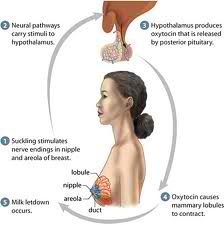 2 Neural pathways
carry stimuli to
hypothalamus.
3 Hypothalamus produces
oxytocin that is released
by posterior pituitary.
1 Suckling stimulates
nerve endings in nipple
and areola of breast.
lobule
nipple
areola
duct
5 Milk letdown
occurs.
4 Oxytocin causes
mammary lobules
to contract.